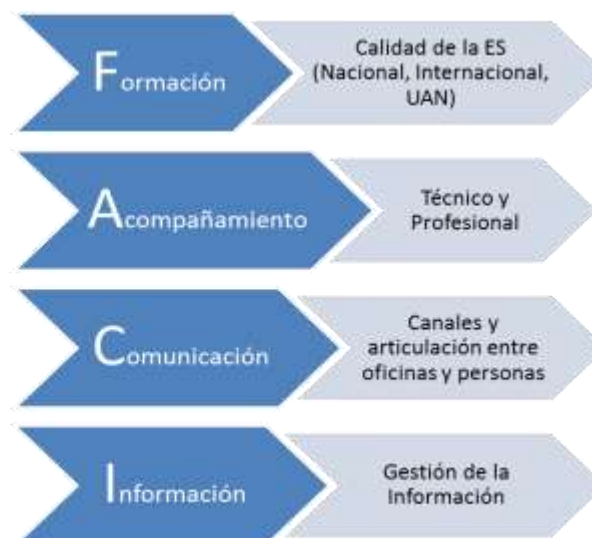 Formación
Calidad de la ES
(Nacional, Internacional,
UAN)
Acompañamiento
Técnico y
Profesional
Comunicación
Canales y
articulación entre
oficinas y personas
Información
Gestión de la
Información